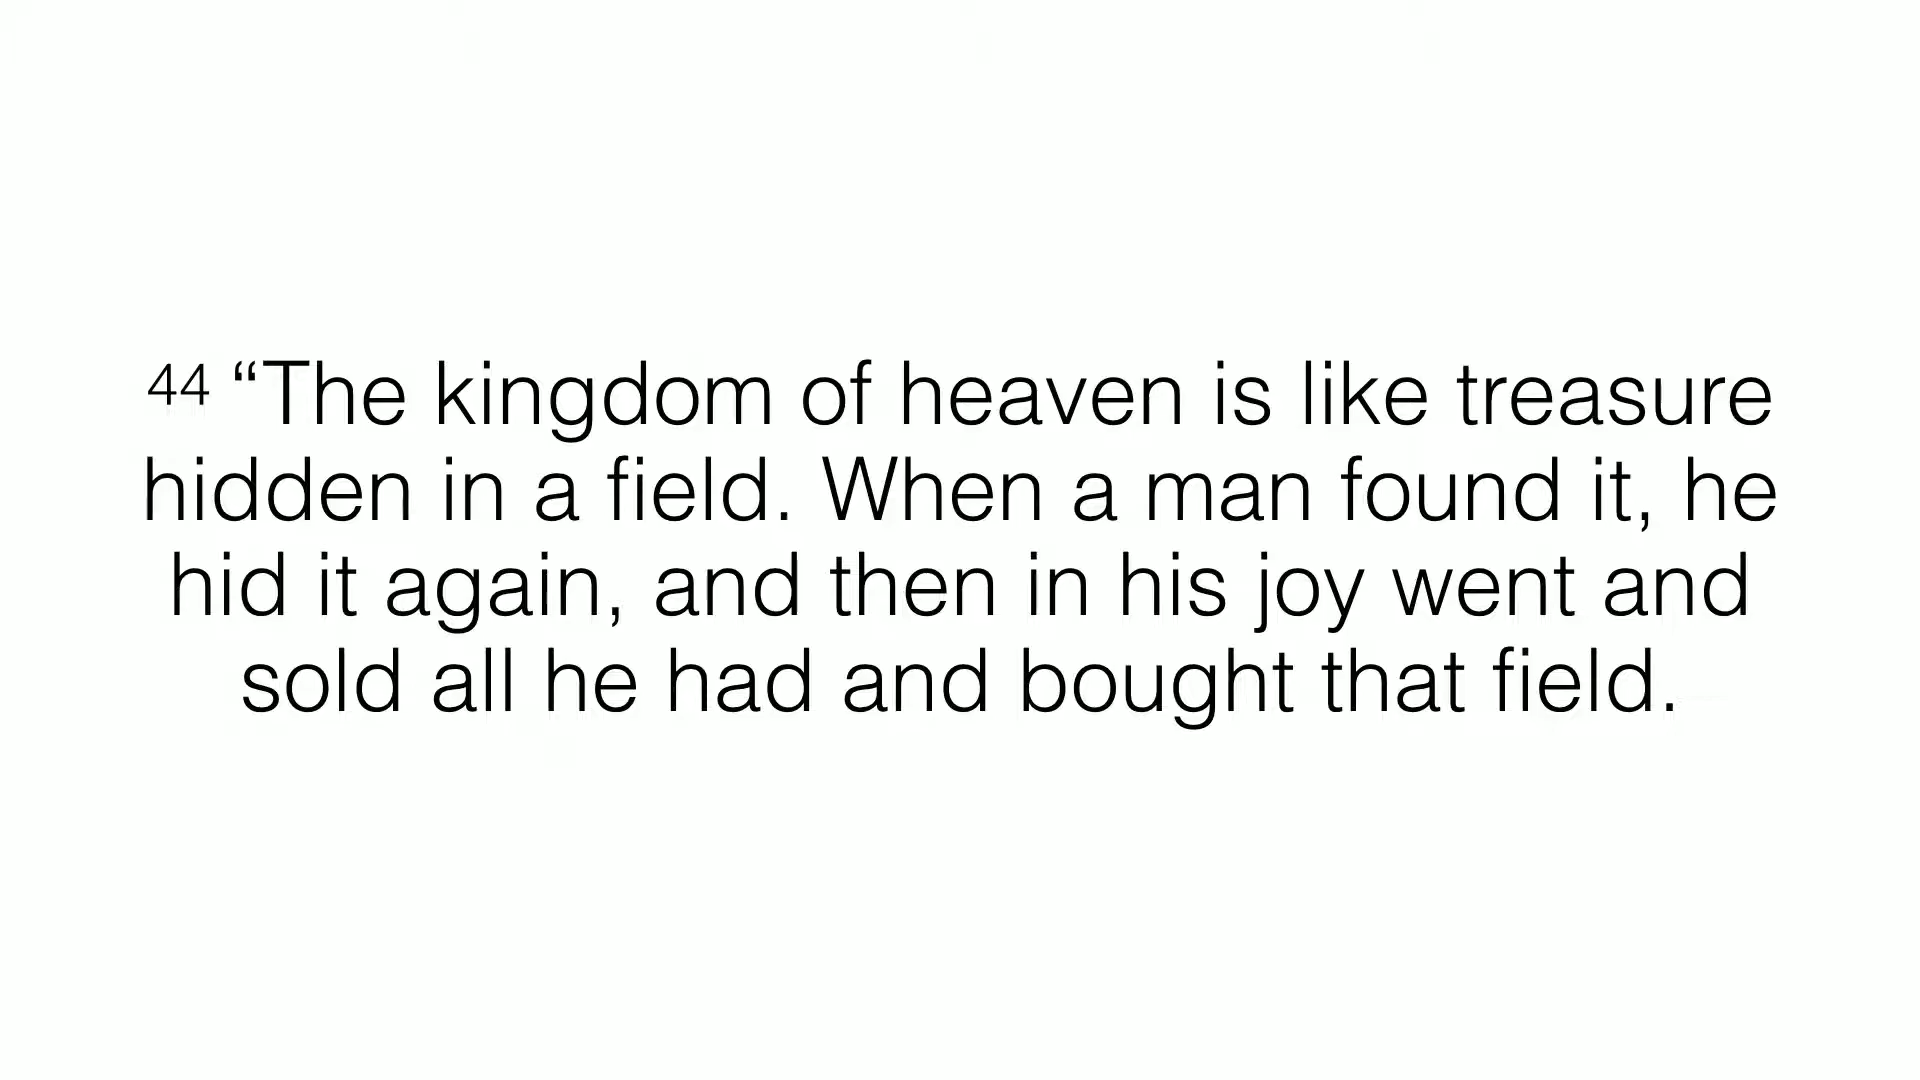 44 “The kingdom of heaven is like treasure
hidden in a field. When a man found it, he
hid it again, and then in his joy went and
sold all he had and bought that field.